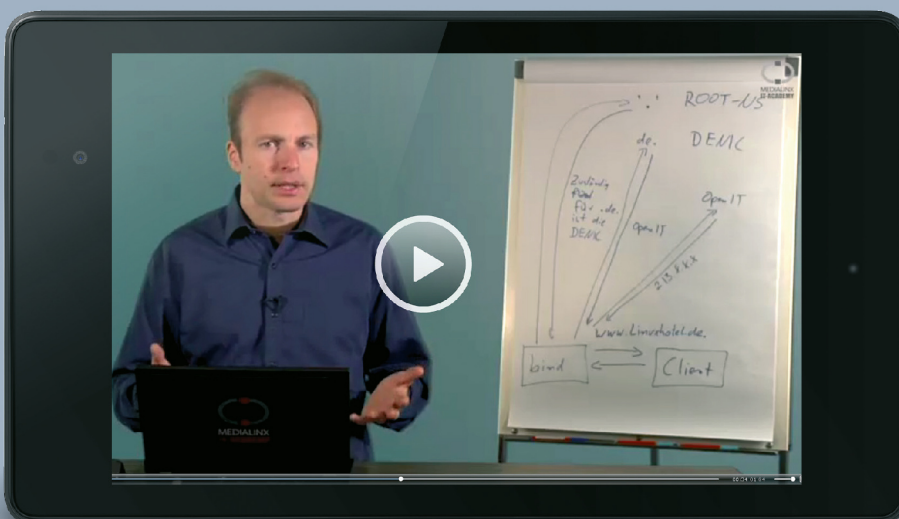 MEDIALINX
IT-ACADEMY
ROOT-NS
de.
DENIC
Zuständig
für .de.
ist die
DENIC
Open IT
Open IT
213.X.X.X
www.linuxhotel.de.
bind
Client
MEDIALINX